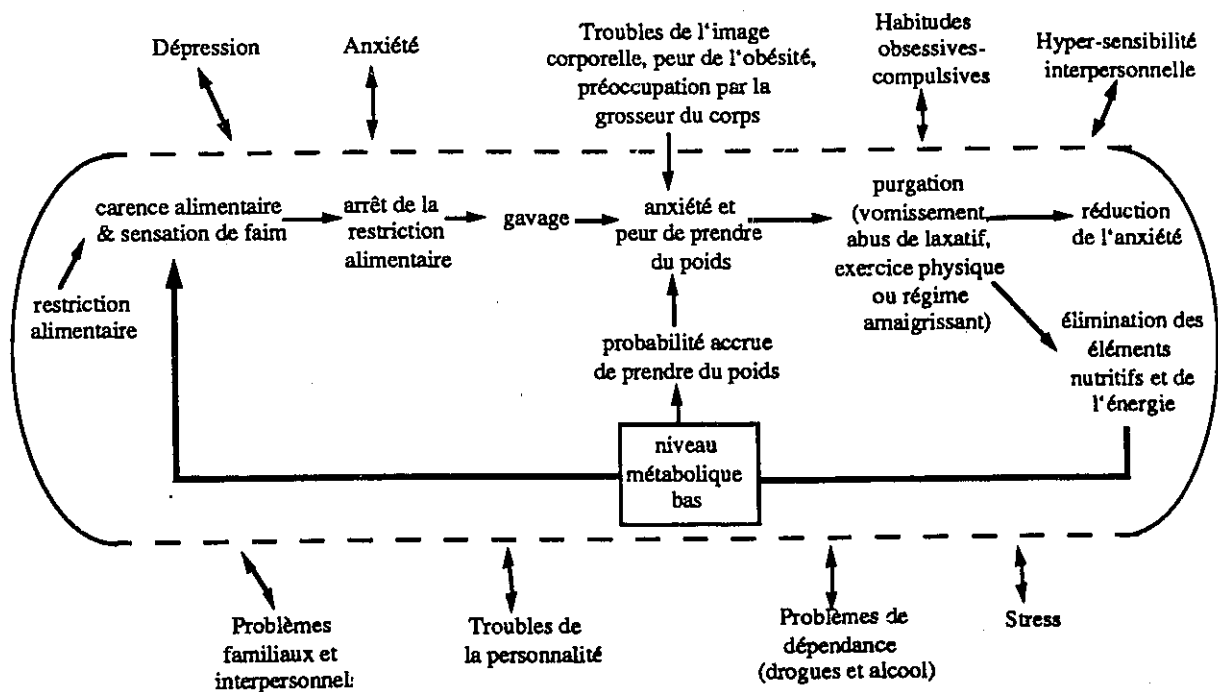 Dépression
Anxiété
Troubles de l'image
corporelle, peur de l'obésité,
préoccupation par la
grosseur du corps
Habitudes
obsessives-
compulsives
Hyper-sensibilité
interpersonnelle
restriction
alimentaire
carence alimentaire
& sensation de faim
arrêt de la
restriction
alimentaire
gavage
anxiété et
peur de prendre
du poids
purgation
(vomissement,
abus de laxatif,
exercice physique
ou régime
amaigrissant)
réduction
de l'anxiété
élimination des
éléments
nutritifs et de
l'énergie
probabilité accrue
de prendre du poids
niveau
métabolique
bas
Problèmes
familiaux et
interpersonnel
Troubles de
la personnalité
Problèmes de
dépendance
(drogues et alcool)
Stress